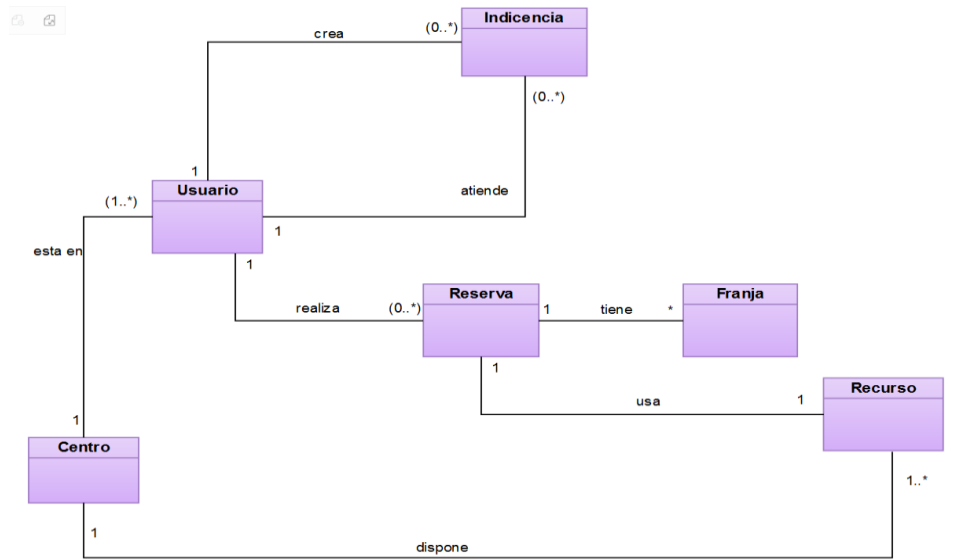 Indicencia
crea
(0..*)
(0..*)
1
Usuario
atiende
(1..*)
1
esta en
1
Reserva
Franja
realiza
(0..*)
1
tiene
*
1
Recurso
usa
1
1
Centro
1..*
1
dispone